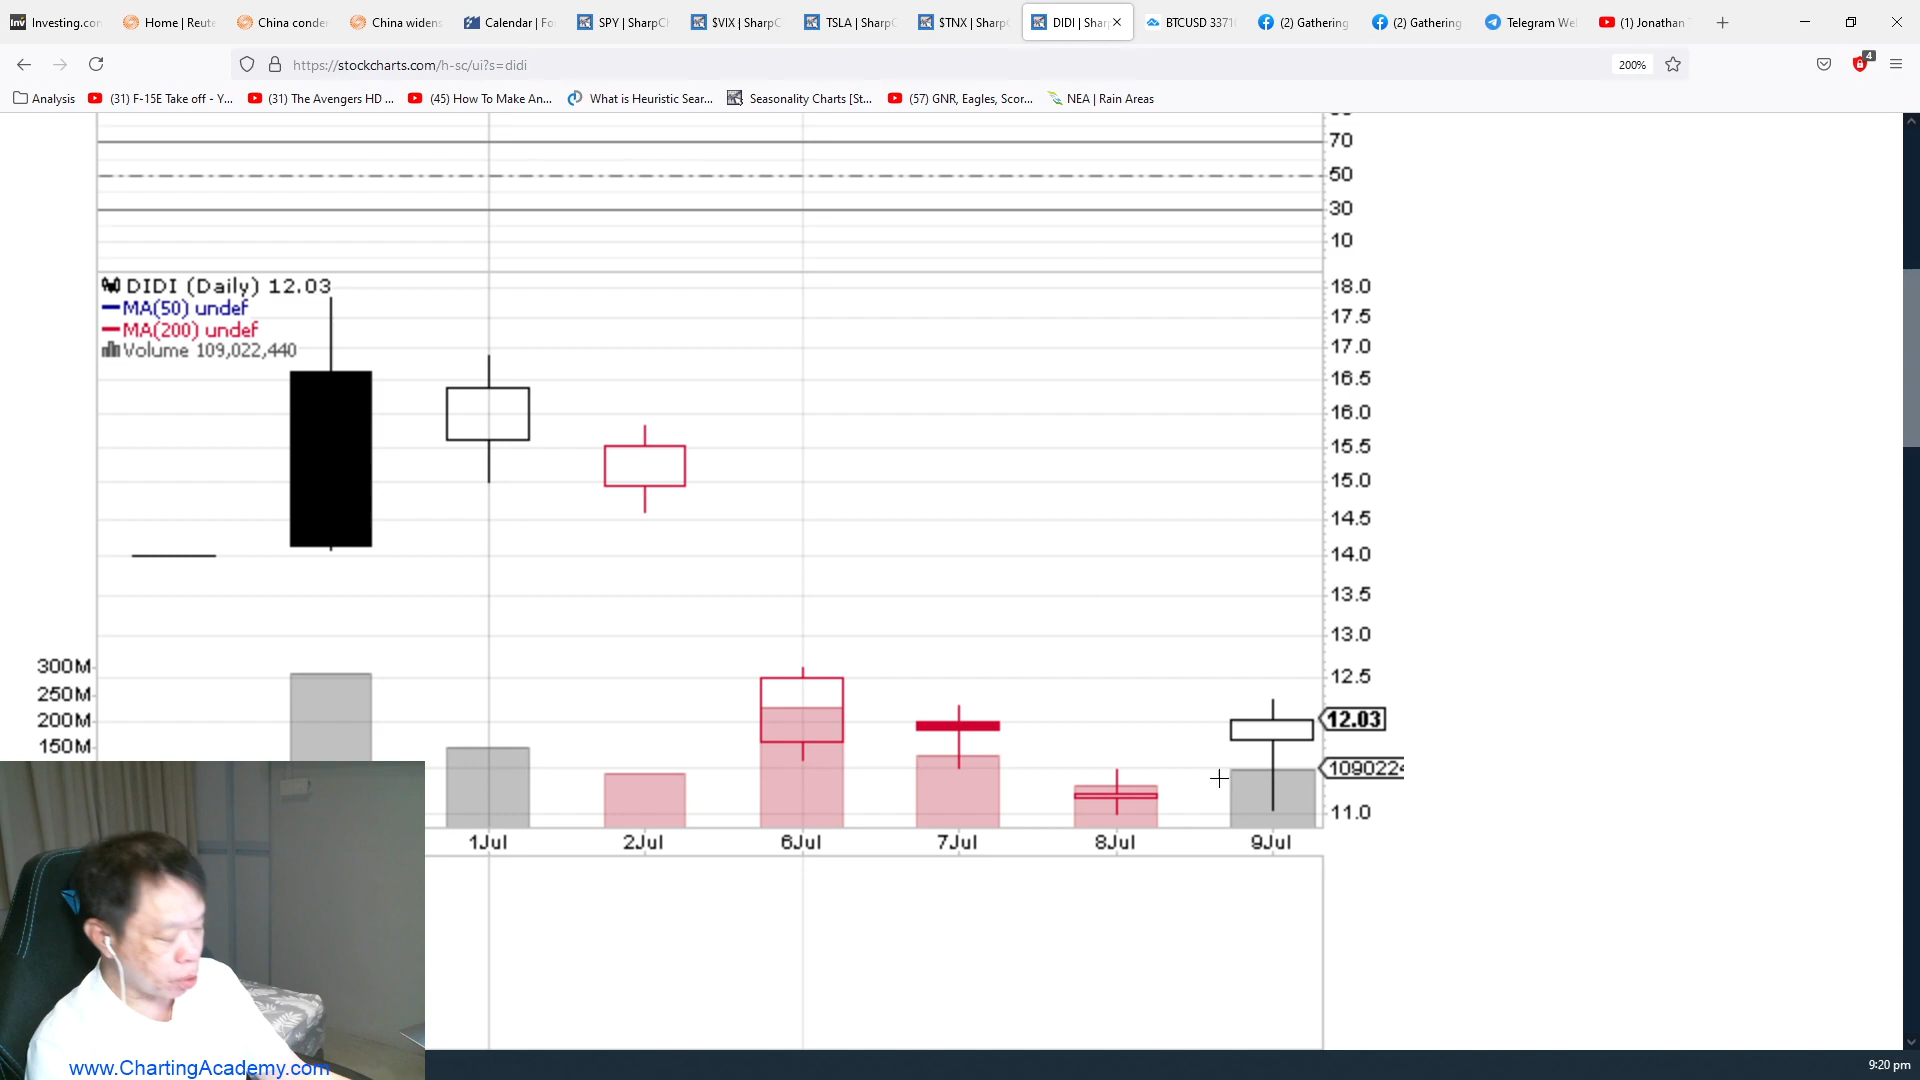 Investing.con
Home | Reute
China conder
China widens
Calendar | Fo
SPY | SharpC
$VIX | SharpC
TSLA | SharpC
$TNX | SharpC
DIDI | Shar
BTCUSD 3371
(2) Gathering
(2) Gathering
Telegram We
(1) Jonathan
https://stockcharts.com/h-sc/ui?s=didi
200%
4
Analysis
(31) F-15E Take off - Y...
(31) The Avengers HD ...
(45) How To Make An...
What is Heuristic Sear...
Seasonality Charts [St...
(57) GNR, Eagles, Scor...
NEA | Rain Areas
70
50
30
10
DIDI (Daily) 12.03
MA(50) undef
MA(200) undef
Volume 109,022,440
18.0
17.5
17.0
16.5
16.0
15.5
15.0
14.5
14.0
13.5
13.0
12.5
12.03
1090224
11.0
300M
250M
200M
150M
1Jul
2Jul
6Jul
7Jul
8Jul
9Jul
www.ChartingAcademy.com
9:20 pm